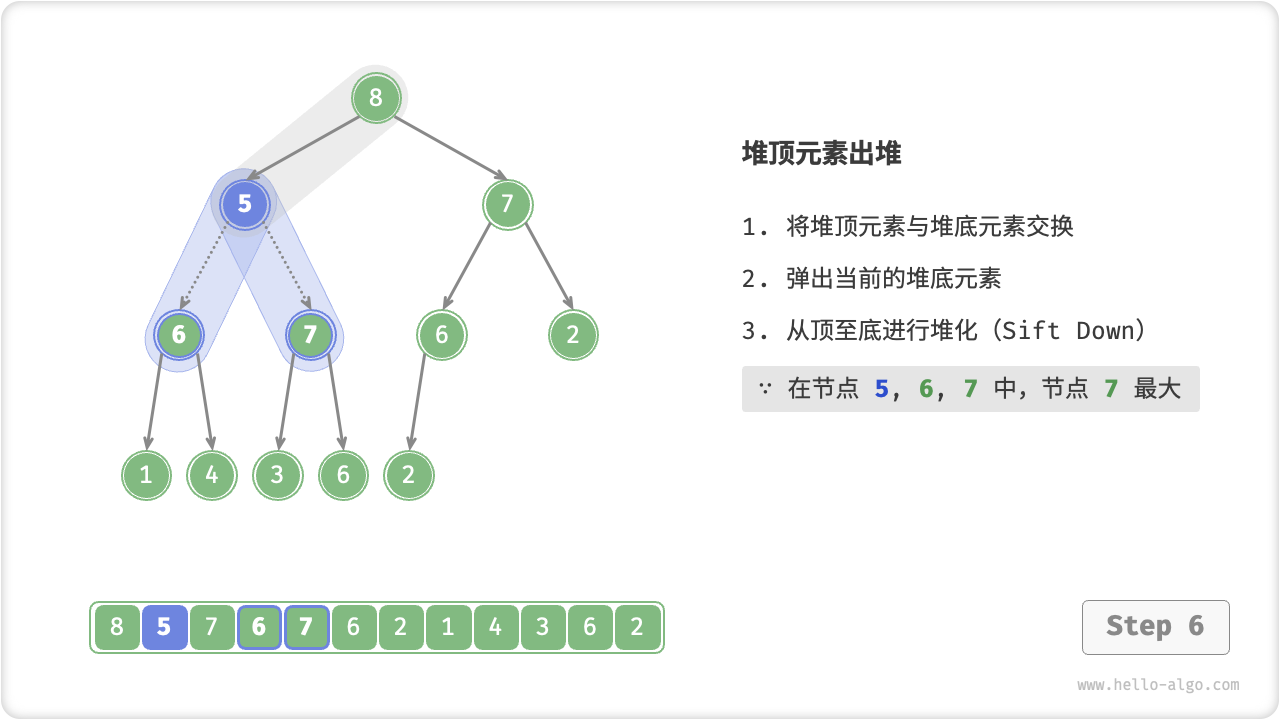 8
5 7
6 7 6 2
1 4 3 6 2
8 5 7 6 7 6 2 1 4 3 6 2
堆顶元素出堆
1. 将堆顶元素与堆底元素交换
2. 弹出当前的堆底元素
3. 从顶至底进行堆化（Sift Down）
∵ 在节点 5, 6, 7 中，节点 7 最大
Step 6
www.hello-algo.com